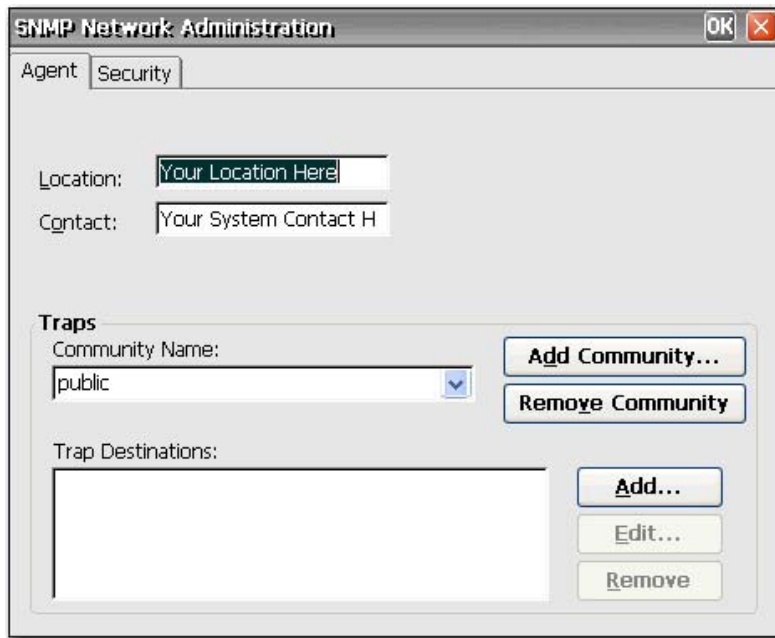 SNMP Network Administration OK
Agent Security
Location: Your Location Here
Contact: Your System Contact H
Traps
Community Name:
public
Add Community...
Remove Community
Trap Destinations:
Add...
Edit...
Remove